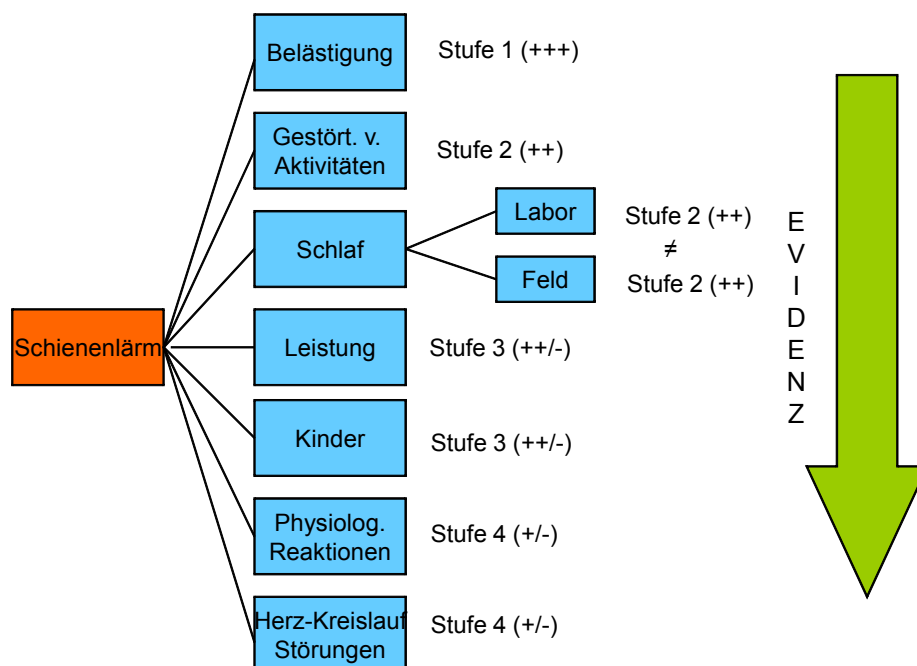 Belästigung
Stufe 1 (+++)
Gestört. v.
Aktivitäten
Stufe 2 (++)
Schlaf
Labor
Stufe 2 (++)
≠
Feld
Stufe 2 (++)
Schienenlärm
Leistung
Stufe 3 (++/-)
Kinder
Stufe 3 (++/-)
Physiolog.
Reaktionen
Stufe 4 (+/-)
Herz-Kreislauf
Störungen
Stufe 4 (+/-)
E
V
I
D
E
N
Z